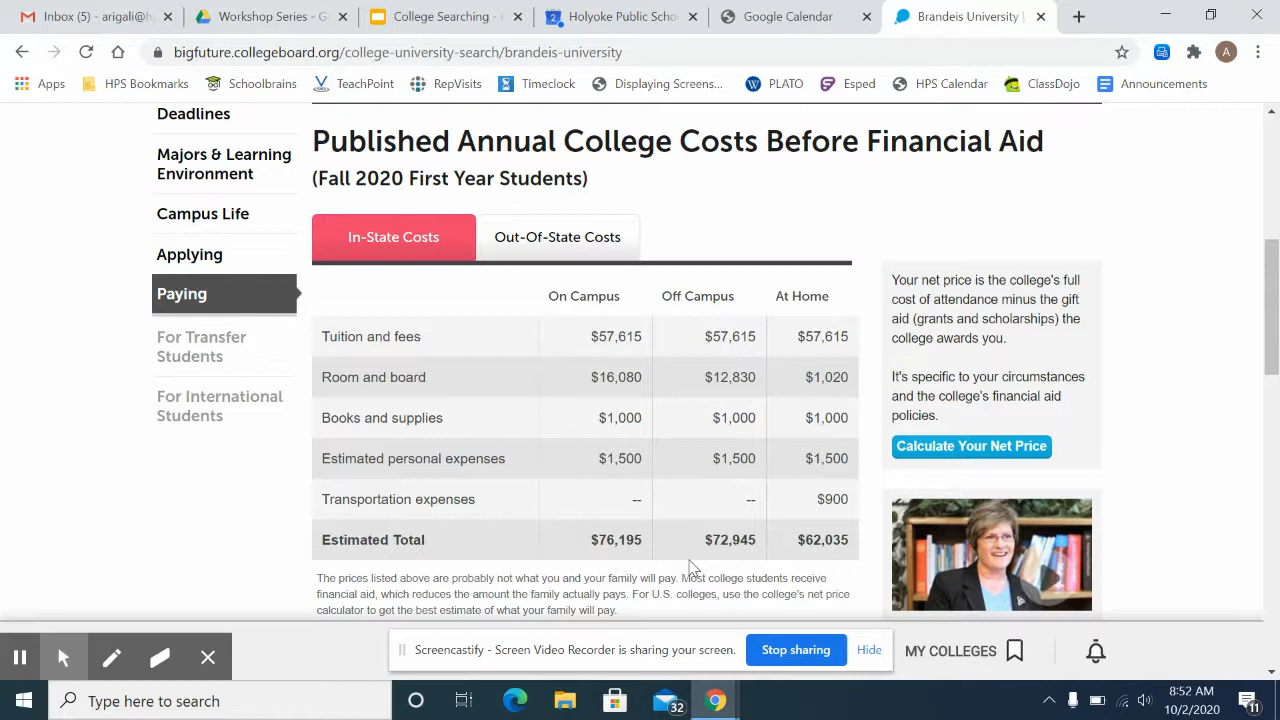 Inbox (5) - arigali@h
Workshop Series - Go
College Searching -
2
Holyoke Public Scho
Google Calendar
Brandeis University |
bigfuture.collegeboard.org/college-university-search/brandeis-university
A
Apps
HPS Bookmarks
Schoolbrains
TeachPoint
RepVisits
Timeclock
Displaying Screens...
PLATO
Esped
HPS Calendar
ClassDojo
Announcements
Deadlines
Majors & Learning
Environment
Campus Life
Applying
Paying
For Transfer
Students
For International
Students
Published Annual College Costs Before Financial Aid
(Fall 2020 First Year Students)
In-State Costs Out-Of-State Costs
On Campus Off Campus At Home
Tuition and fees $57,615 $57,615 $57,615
Room and board $16,080 $12,830 $1,020
Books and supplies $1,000 $1,000 $1,000
Estimated personal expenses $1,500 $1,500 $1,500
Transportation expenses -- -- $900
Estimated Total $76,195 $72,945 $62,035
The prices listed above are probably not what you and your family will pay. Most college students receive
financial aid, which reduces the amount the family actually pays. For U.S. colleges, use the college's net price
calculator to get the best estimate of what your family will pay.
Your net price is the college's full
cost of attendance minus the gift
aid (grants and scholarships) the
college awards you.
It's specific to your circumstances
and the college's financial aid
policies.
Calculate Your Net Price
Screencastify - Screen Video Recorder is sharing your screen.
Stop sharing
Hide
MY COLLEGES
Type here to search
32
8:52 AM
10/2/2020
11